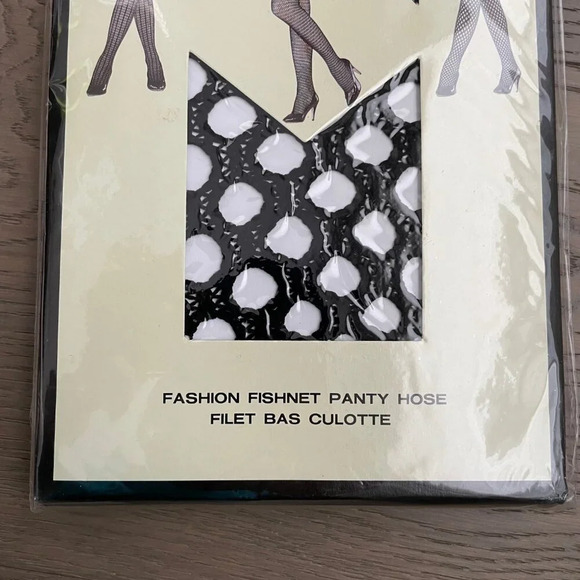 FASHION FISHNET PANTY HOSE
FILET BAS CULOTTE